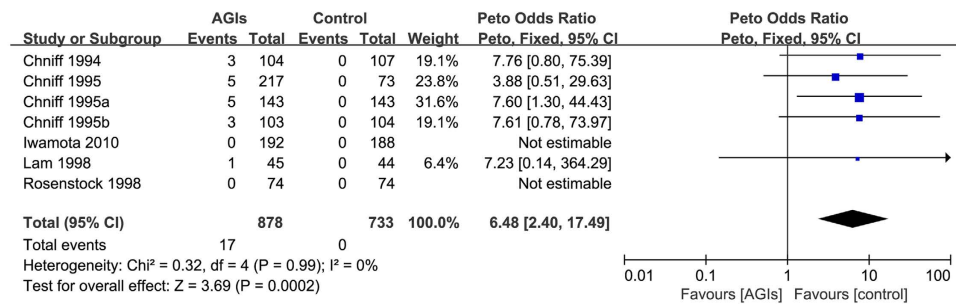 AGIs Control Peto Odds Ratio Peto Odds Ratio
Study or Subgroup Events Total Events Total Weight Peto, Fixed, 95% CI Peto, Fixed, 95% CI
Chniff 1994 3 104 0 107 19.1% 7.76 [0.80, 75.39]
Chniff 1995 5 217 0 73 23.8% 3.88 [0.51, 29.63]
Chniff 1995a 5 143 0 143 31.6% 7.60 [1.30, 44.43]
Chniff 1995b 3 103 0 104 19.1% 7.61 [0.78, 73.97]
Iwamota 2010 0 192 0 188 Not estimable
Lam 1998 1 45 0 44 6.4% 7.23 [0.14, 364.29]
Rosenstock 1998 0 74 0 74 Not estimable
Total (95% CI) 878 733 100.0% 6.48 [2.40, 17.49]
Total events 17 0
Heterogeneity: Chi² = 0.32, df = 4 (P = 0.99); I² = 0%
Test for overall effect: Z = 3.69 (P = 0.0002)
0.01 0.1 1 10 100
Favours [AGIs] Favours [control]